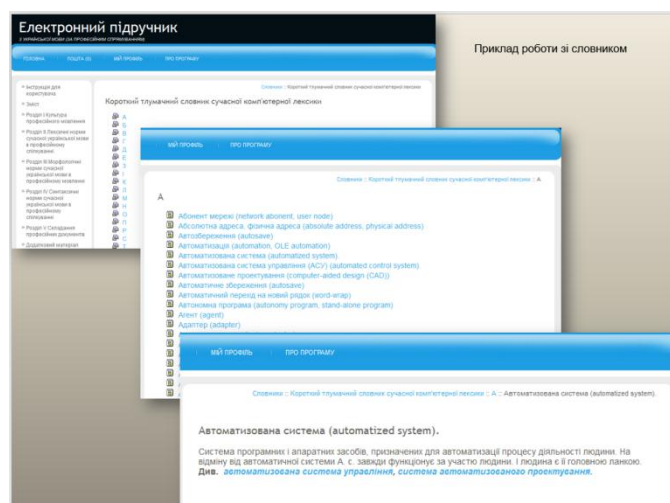 Електронний підручник
З УКРАЇНСЬКОЇ МОВИ (ЗА ПРОФЕСІЙНИМ СПРЯМУВАННЯМ)
Приклад роботи зі словником
ГОЛОВНА ПОШТА (0) МІЙ ПРОФІЛЬ ПРО ПРОГРАМУ
Інструкція для
користувача
Зміст
Розділ I Культура
професійного мовлення
Розділ II Лексичні норми
сучасної української мови
в професійному
спілкуванні
Розділ III Морфологічні
норми сучасної
української мови в
професійному мовленні
Розділ IV Синтаксичні
норми сучасної
української мови в
професійному
спілкуванні
Розділ V Складання
професійних документів
Додатковий матеріал
Словники :: Короткий тлумачний словник сучасної комп'ютерної лексики
Короткий тлумачний словник сучасної комп'ютерної лексики
А
Б
В
Г
Д
Е
З
І
К
Л
М
Н
О
П
Р
С
Т
МІЙ ПРОФІЛЬ ПРО ПРОГРАМУ
Словники :: Короткий тлумачний словник сучасної комп'ютерної лексики :: А
А
Абонент мережі (network abonent, user node)
Абсолютна адреса, фізична адреса (absolute address, physical address)
Автозбереження (autosave)
Автоматизація (automation, OLE automation)
Автоматизована система (automatized system)
Автоматизована система управління (АСУ) (automated control system)
Автоматизоване проектування (computer-aided design (CAD))
Автоматичне збереження (autosave)
Автоматичний перехід на новий рядок (word-wrap)
Автономна програма (autonomy program, stand-alone program)
Агент (agent)
Адаптер (adapter)
МІЙ ПРОФІЛЬ ПРО ПРОГРАМУ
Словники :: Короткий тлумачний словник сучасної комп'ютерної лексики :: А :: Автоматизована система (automatized system).
Автоматизована система (automatized system).
Система програмних і апаратних засобів, призначених для автоматизації процесу діяльності людини. На
відміну від автоматичної системи А. с. завжди функціонує за участю людини. І людина є її головною ланкою.
Див. автоматизована система управління, система автоматизованого проектування.